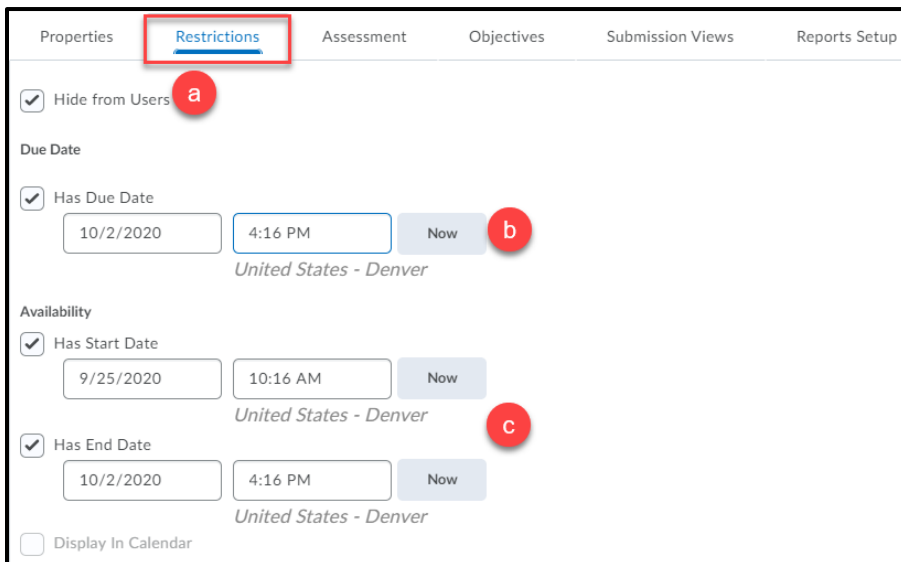 Properties Restrictions Assessment Objectives Submission Views Reports Setup
Hide from Users a
Due Date
Has Due Date
10/2/2020 4:16 PM Now b
United States - Denver
Availability
Has Start Date
9/25/2020 10:16 AM Now
United States - Denver
c
Has End Date
10/2/2020 4:16 PM Now
United States - Denver
Display In Calendar